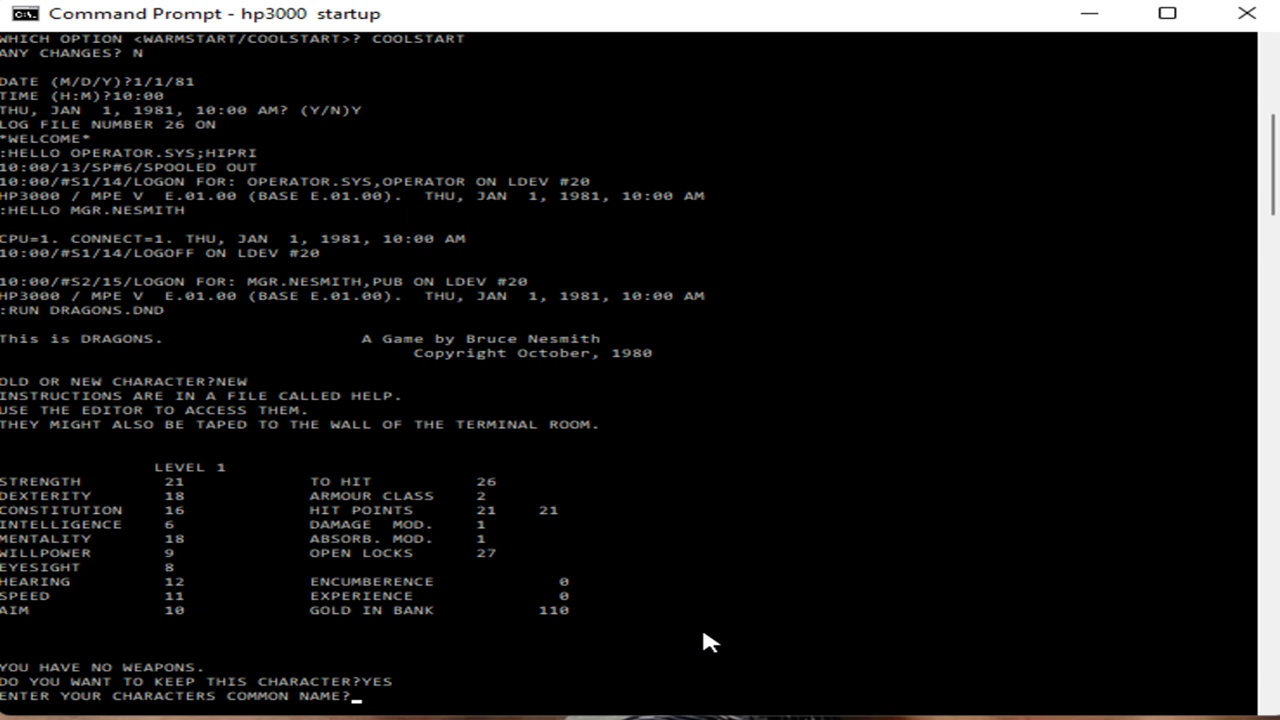 Command Prompt - hp3000 startup
WHICH OPTION <WARMSTART/COOLSTART>? COOLSTART
ANY CHANGES? N
DATE (M/D/Y)?1/1/81
TIME (H:M)?10:00
THU, JAN  1, 1981, 10:00 AM? (Y/N)Y
LOG FILE NUMBER 26 ON
*WELCOME*
:HELLO OPERATOR.SYS;HIPRI
10:00/13/SP#6/SPOOLED OUT
10:00/#S1/14/LOGON FOR: OPERATOR.SYS,OPERATOR ON LDEV #20
HP3000 / MPE V  E.01.00 (BASE E.01.00).  THU, JAN  1, 1981, 10:00 AM
:HELLO MGR.NESMITH
CPU=1. CONNECT=1. THU, JAN  1, 1981, 10:00 AM
10:00/#S1/14/LOGOFF ON LDEV #20
10:00/#S2/15/LOGON FOR: MGR.NESMITH,PUB ON LDEV #20
HP3000 / MPE V  E.01.00 (BASE E.01.00).  THU, JAN  1, 1981, 10:00 AM
:RUN DRAGONS.DND
This is DRAGONS. A Game by Bruce Nesmith
Copyright October, 1980
OLD OR NEW CHARACTER?NEW
INSTRUCTIONS ARE IN A FILE CALLED HELP.
USE THE EDITOR TO ACCESS THEM.
THEY MIGHT ALSO BE TAPED TO THE WALL OF THE TERMINAL ROOM.
LEVEL 1
STRENGTH 21 TO HIT 26
DEXTERITY 18 ARMOUR CLASS 2
CONSTITUTION 16 HIT POINTS 21 21
INTELLIGENCE 6 DAMAGE  MOD. 1
MENTALITY 18 ABSORB. MOD. 1
WILLPOWER 9 OPEN LOCKS 27
EYESIGHT 8
HEARING 12 ENCUMBERENCE 0
SPEED 11 EXPERIENCE 0
AIM 10 GOLD IN BANK 110
YOU HAVE NO WEAPONS.
DO YOU WANT TO KEEP THIS CHARACTER?YES
ENTER YOUR CHARACTERS COMMON NAME?_